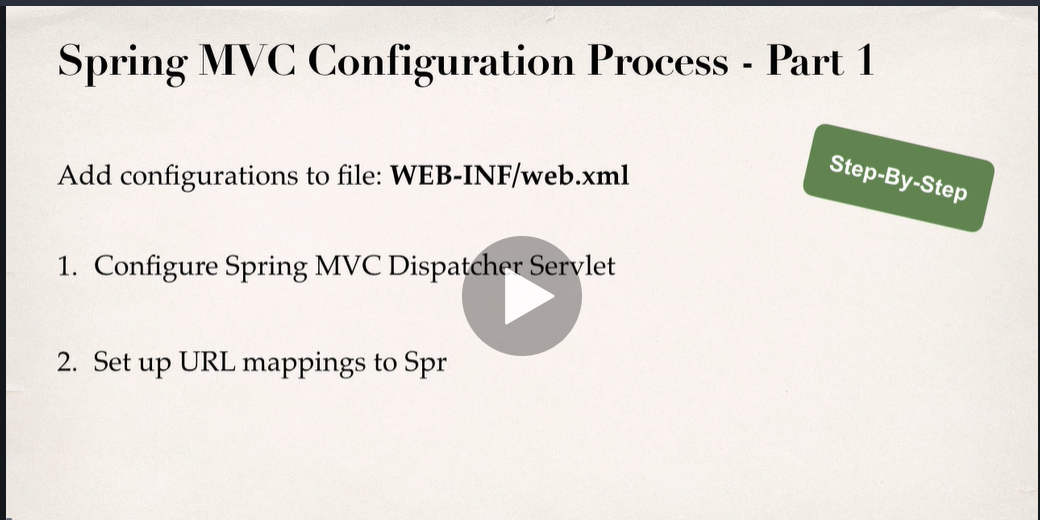 Spring MVC Configuration Process - Part 1
Add configurations to file: WEB-INF/web.xml
Step-By-Step
1. Configure Spring MVC Dispatcher Servlet
2. Set up URL mappings to Spr